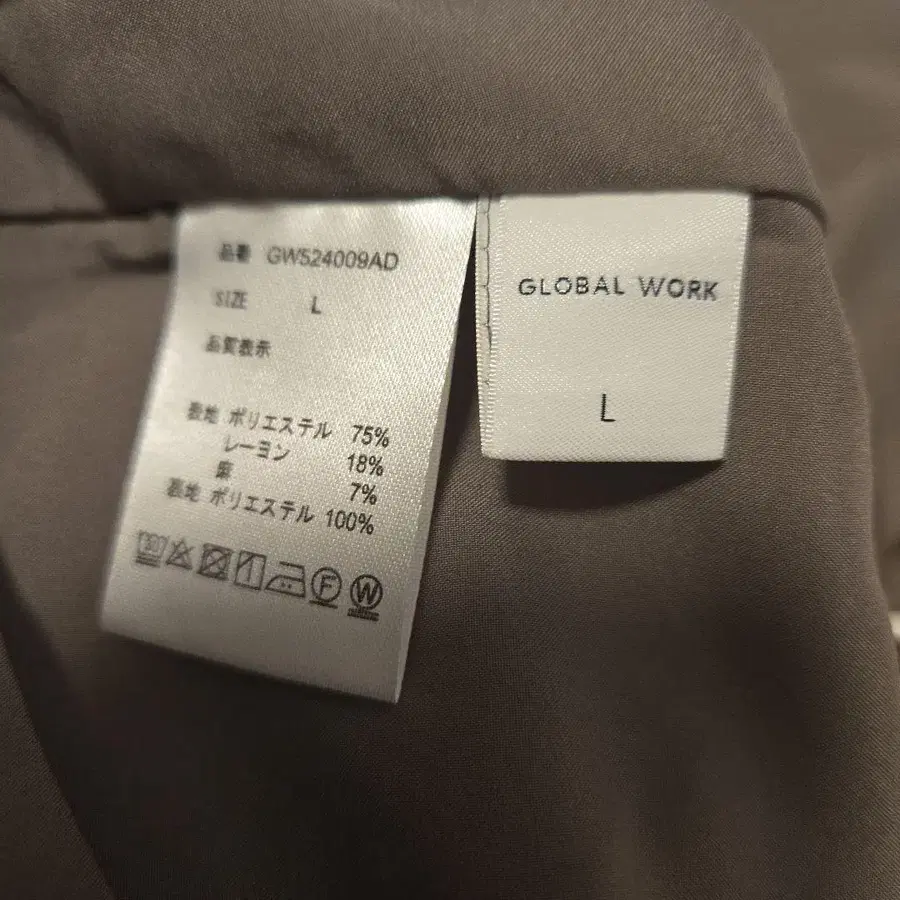 品番 GW524009AD
SIZE L
品質表示
表地 ポリエステル 75%
レーヨン 18%
麻 7%
裏地 ポリエステル 100%
30
F
W
GLOBAL WORK
L